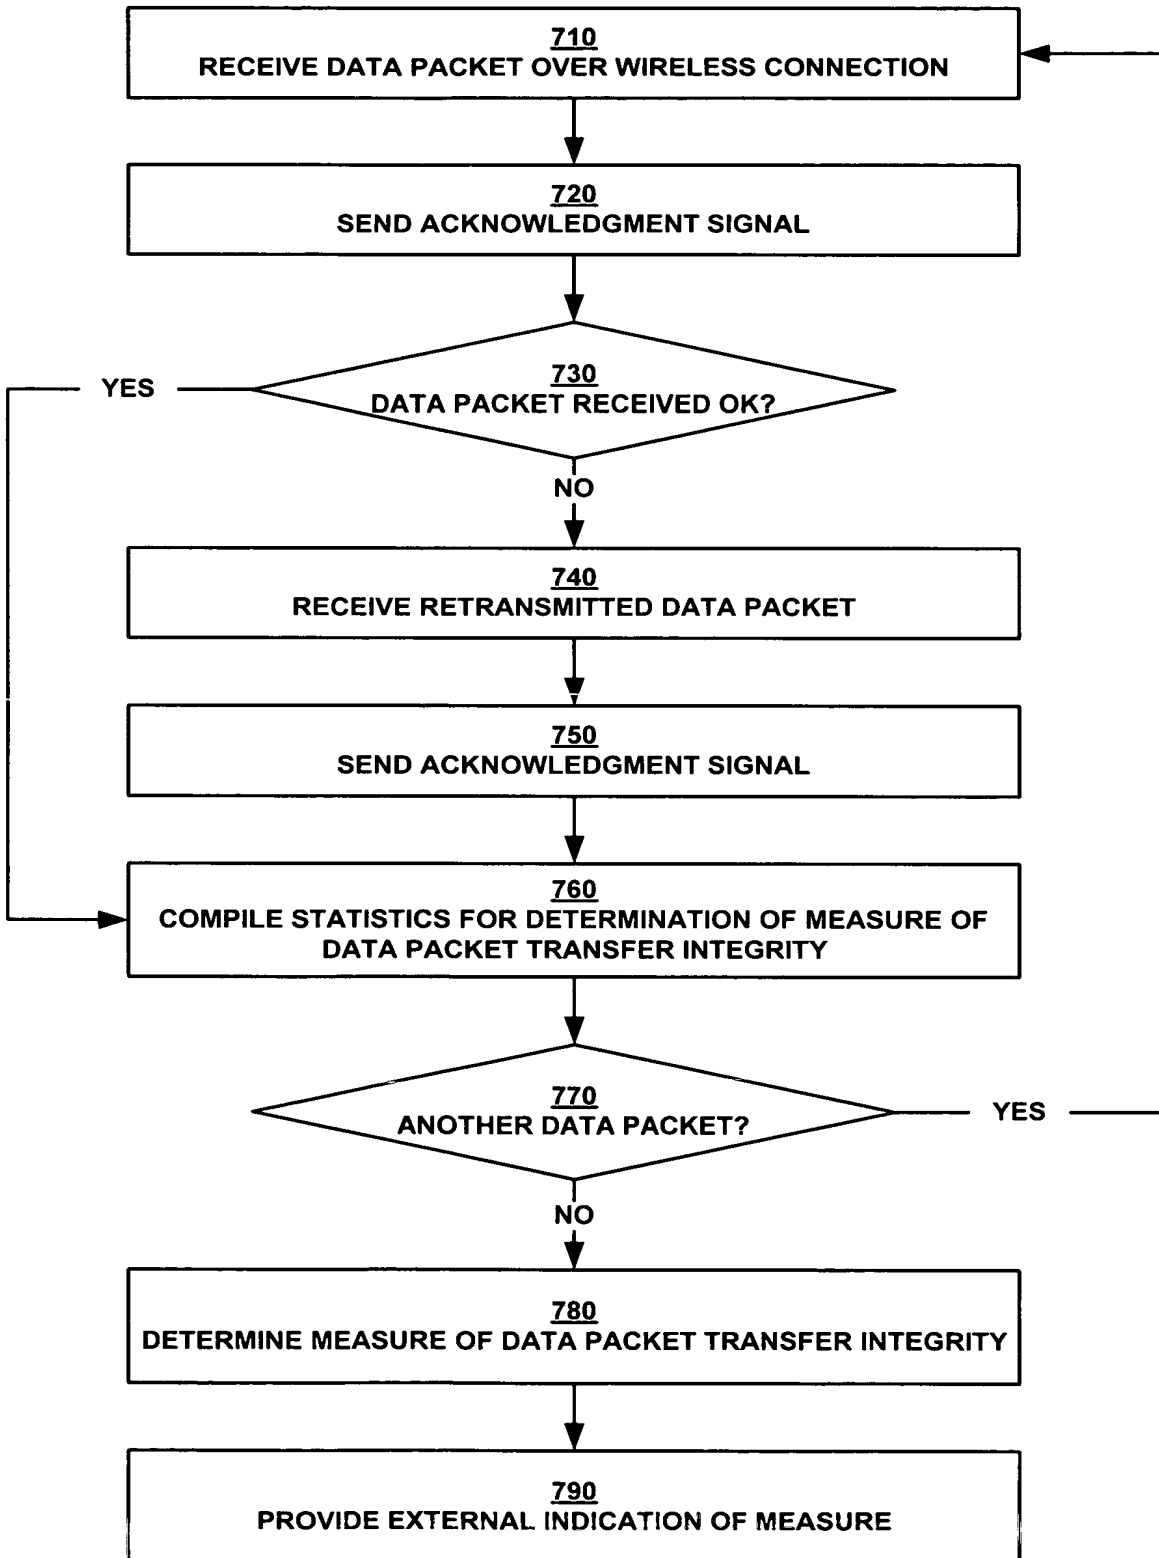 710
RECEIVE DATA PACKET OVER WIRELESS CONNECTION
720
SEND ACKNOWLEDGMENT SIGNAL
YES
730
DATA PACKET RECEIVED OK?
NO
740
RECEIVE RETRANSMITTED DATA PACKET
750
SEND ACKNOWLEDGMENT SIGNAL
760
COMPILE STATISTICS FOR DETERMINATION OF MEASURE OF
DATA PACKET TRANSFER INTEGRITY
770
ANOTHER DATA PACKET?
YES
NO
780
DETERMINE MEASURE OF DATA PACKET TRANSFER INTEGRITY
790
PROVIDE EXTERNAL INDICATION OF MEASURE